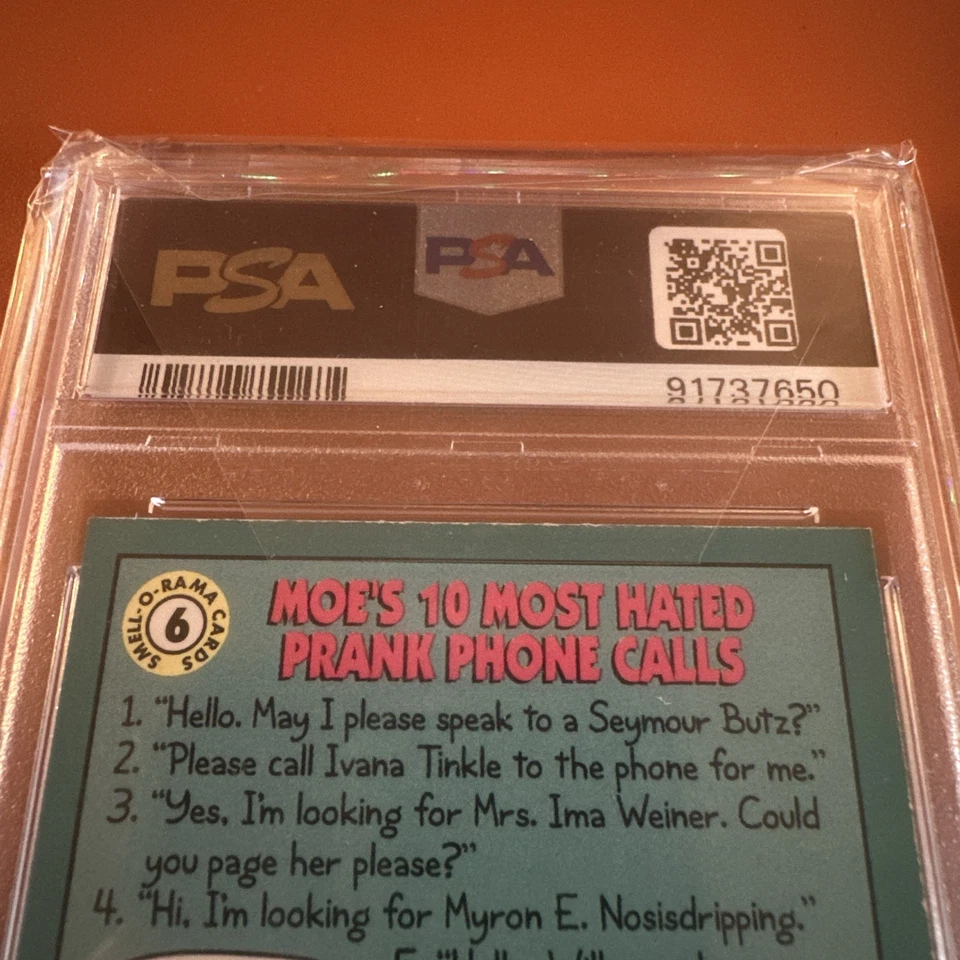 PSA
PSA
91737650
SMELL-O-RAMA CARDS
6
MOE'S 10 MOST HATED
PRANK PHONE CALLS
1. “Hello. May I please speak to a Seymour Butz?”
2. “Please call Ivana Tinkle to the phone for me.”
3. “Yes, I'm looking for Mrs. Ima Weiner. Could
you page her please?”
4. “Hi, I'm looking for Myron E. Nosisdripping.”
5. “Hello.